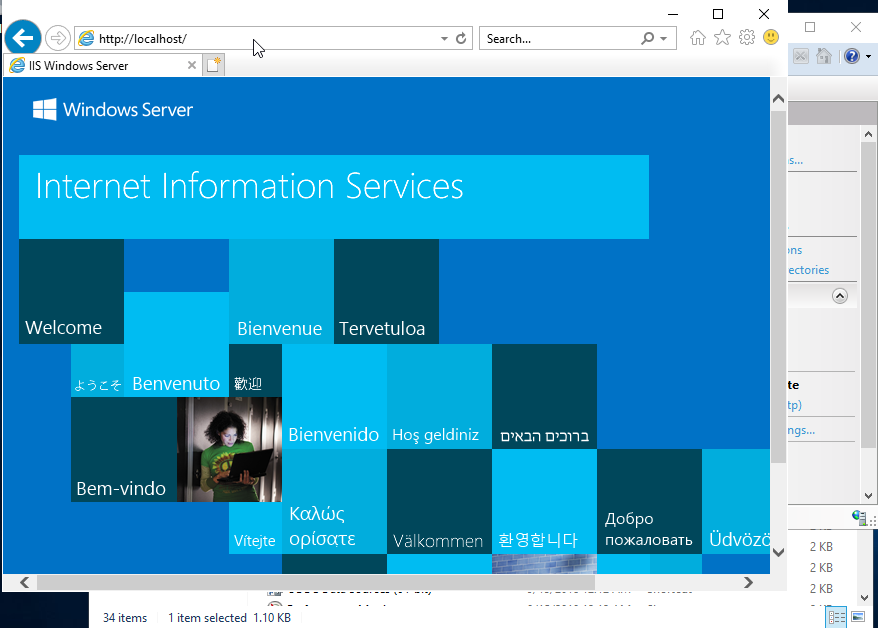 http://localhost/
Search...
IIS Windows Server
Windows Server
Internet Information Services
Welcome
Bienvenue
Tervetuloa
ようこそ
Benvenuto
歡迎
Bienvenido
Hoş geldiniz
ברוכים הבאים
Bem-vindo
Vítejte
Καλώς
ορίσατε
Välkommen
환영합니다
Добро
пожаловать
Üdvözö
s...
ons
ectories
te
tp)
ngs...
2 KB
2 KB
2 KB
34 items
1 item selected 1.10 KB